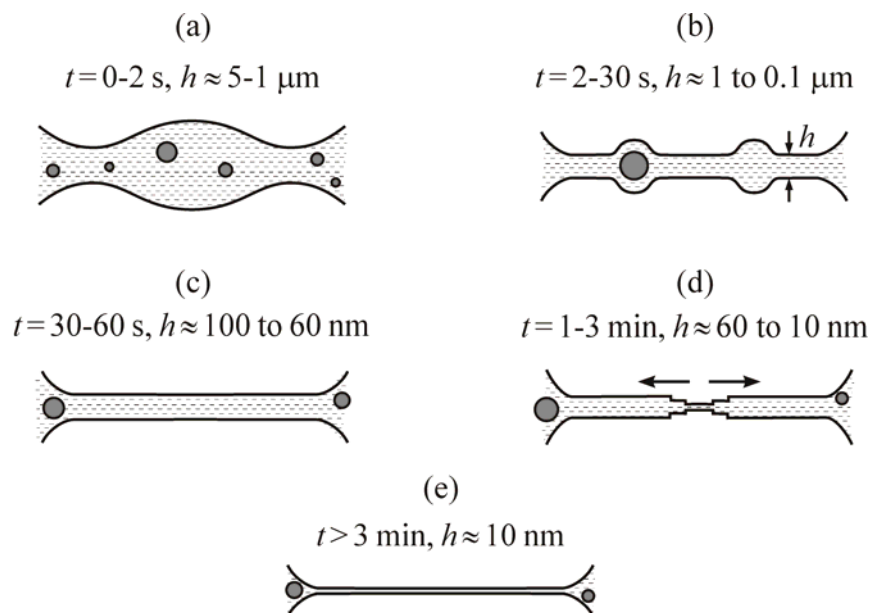 (a)
t = 0-2 s, h ≈ 5-1 μm
(b)
t = 2-30 s, h ≈ 1 to 0.1 μm
h
(c)
t = 30-60 s, h ≈ 100 to 60 nm
(d)
t = 1-3 min, h ≈ 60 to 10 nm
(e)
t > 3 min, h ≈ 10 nm